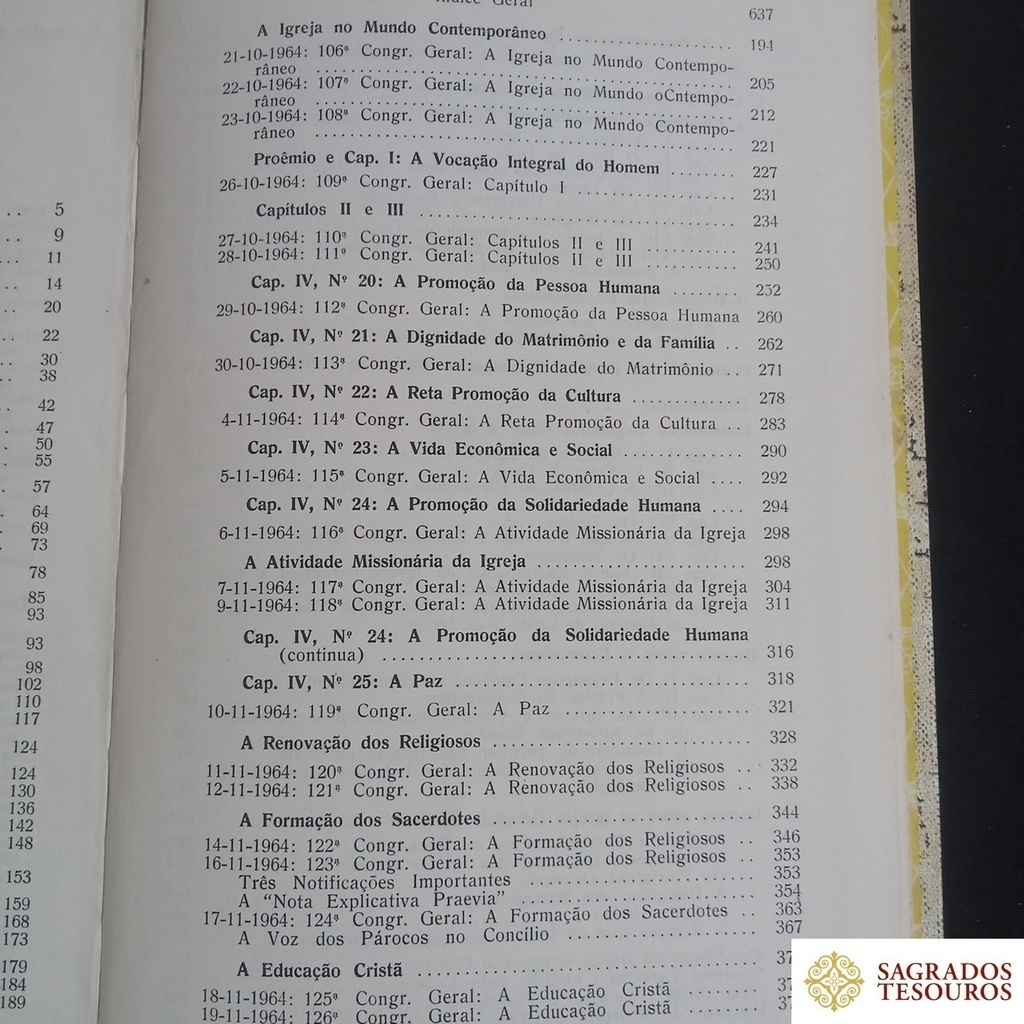 5
9
11
14
20
22
30
38
42
47
50
55
57
64
69
73
78
85
93
93
98
102
110
117
124
124
130
136
142
148
153
159
168
173
179
184
189
Índice Geral 637
A Igreja no Mundo Contemporâneo .................... 194
21-10-1964: 106ª Congr. Geral: A Igreja no Mundo Contempo-
râneo .................... 205
22-10-1964: 107ª Congr. Geral: A Igreja no Mundo oCntempo-
râneo .................... 212
23-10-1964: 108ª Congr. Geral: A Igreja no Mundo Contempo-
râneo .................... 221
Proêmio e Cap. I: A Vocação Integral do Homem ........ 227
26-10-1964: 109ª Congr. Geral: Capítulo I .................... 231
Capítulos II e III .................... 234
27-10-1964: 110ª Congr. Geral: Capítulos II e III ........... 241
28-10-1964: 111ª Congr. Geral: Capítulos II e III ........... 250
Cap. IV, Nº 20: A Promoção da Pessoa Humana ........ 252
29-10-1964: 112ª Congr. Geral: A Promoção da Pessoa Humana 260
Cap. IV, Nº 21: A Dignidade do Matrimônio e da Família .. 262
30-10-1964: 113ª Congr. Geral: A Dignidade do Matrimônio .. 271
Cap. IV, Nº 22: A Reta Promoção da Cultura ............. 278
4-11-1964: 114ª Congr. Geral: A Reta Promoção da Cultura .. 283
Cap. IV, Nº 23: A Vida Econômica e Social .............. 290
5-11-1964: 115ª Congr. Geral: A Vida Econômica e Social .... 292
Cap. IV, Nº 24: A Promoção da Solidariedade Humana .... 294
6-11-1964: 116ª Congr. Geral: A Atividade Missionária da Igreja 298
A Atividade Missionária da Igreja ........................ 298
7-11-1964: 117ª Congr. Geral: A Atividade Missionária da Igreja 304
9-11-1964: 118ª Congr. Geral: A Atividade Missionária da Igreja 311
Cap. IV, Nº 24: A Promoção da Solidariedade Humana
(continua) .................... 316
Cap. IV, Nº 25: A Paz .................... 318
10-11-1964: 119ª Congr. Geral: A Paz .................... 321
A Renovação dos Religiosos .................... 328
11-11-1964: 120ª Congr. Geral: A Renovação dos Religiosos .. 332
12-11-1964: 121ª Congr. Geral: A Renovação dos Religiosos .. 338
A Formação dos Sacerdotes .................... 344
14-11-1964: 122ª Congr. Geral: A Formação dos Religiosos .. 346
16-11-1964: 123ª Congr. Geral: A Formação dos Religiosos .. 353
Três Notificações Importantes .................... 353
A "Nota Explicativa Praevia" .................... 354
17-11-1964: 124ª Congr. Geral: A Formação dos Sacerdotes .. 363
A Voz dos Párocos no Concílio .................... 367
A Educação Cristã ....................
18-11-1964: 125ª Congr. Geral: A Educação Cristã ........
19-11-1964: 126ª Congr. Geral: A Educação Cristã ........
SAGRADOS
TESOUROS